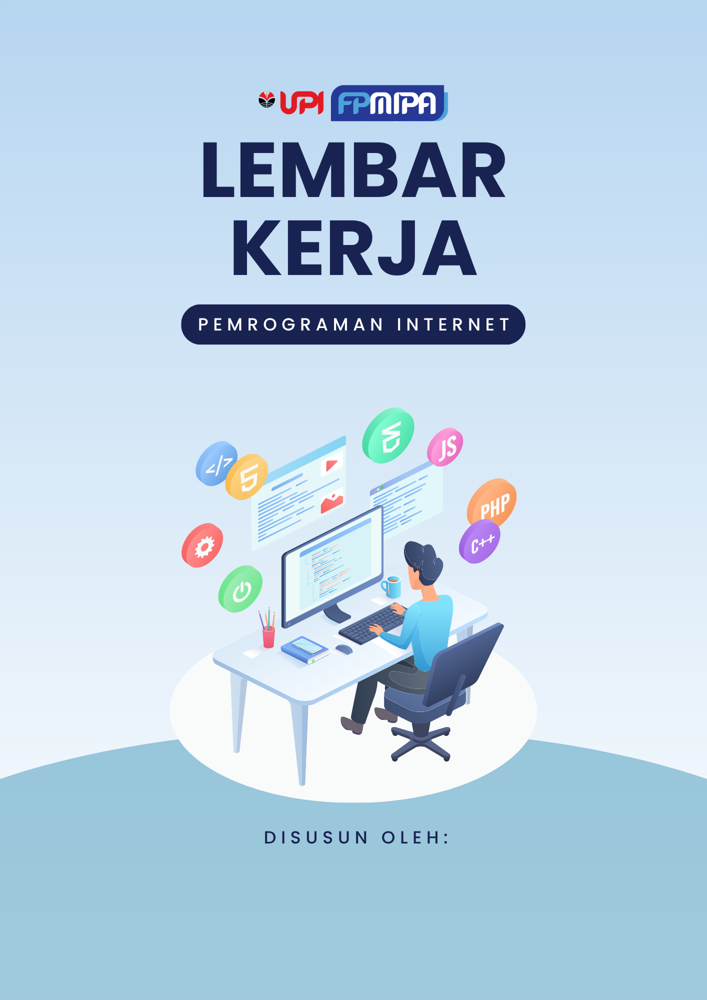 UPI FPMIPA
LEMBAR
KERJA
PEMROGRAMAN INTERNET
</>
5
JS
PHP
C++
DISUSUN OLEH: